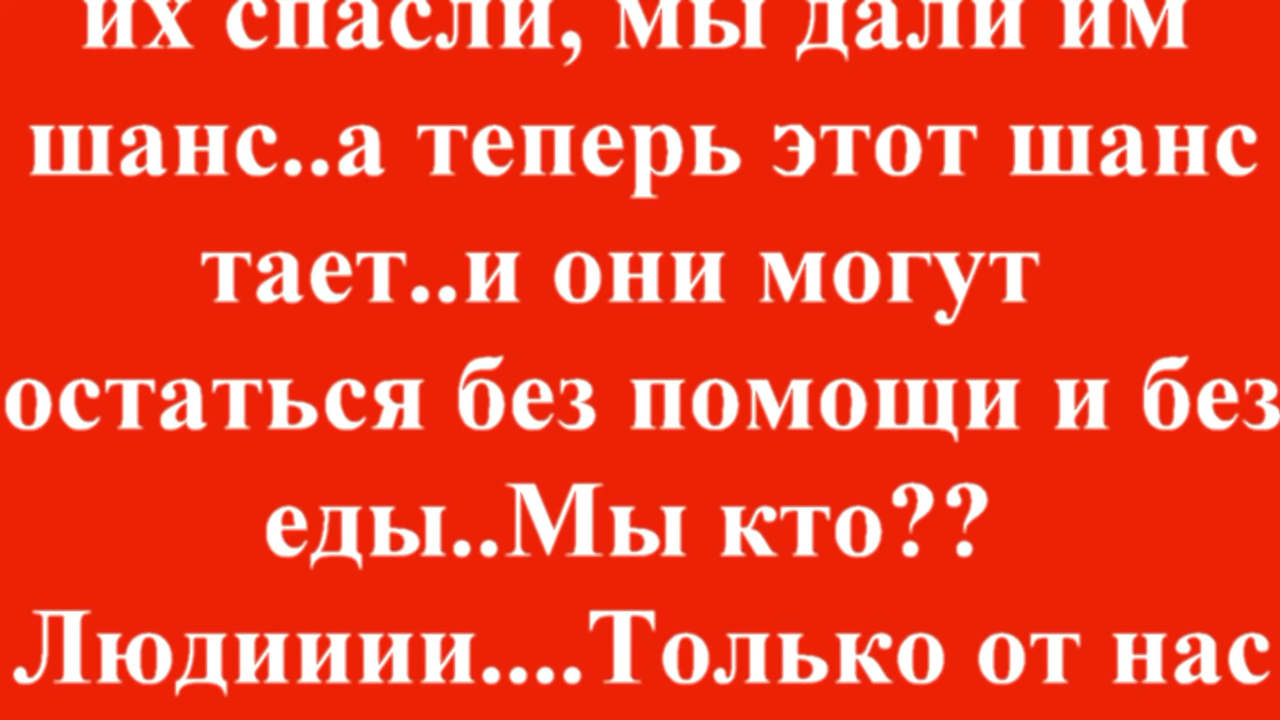 их спасли, мы дали им
шанс..а теперь этот шанс
тает..и они могут
остаться без помощи и без
еды..Мы кто??
Людииии....Только от нас